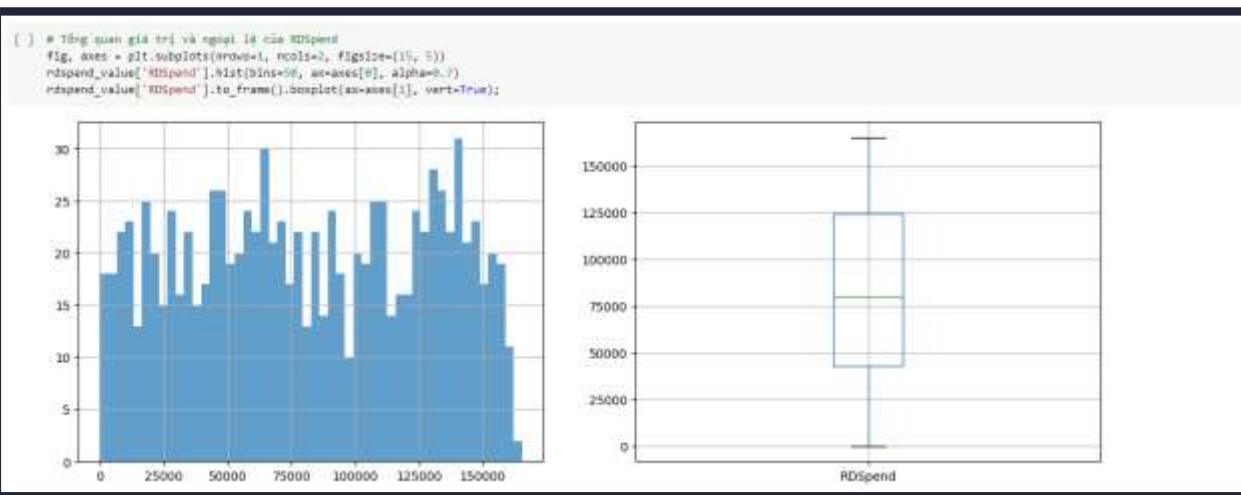 [ ] # Tổng quan giá trị và ngoại lệ của RDSpend
fig, axes = plt.subplots(nrows=1, ncols=2, figsize=(15, 5))
rdspend_value['RDSpend'].hist(bins=50, ax=axes[0], alpha=0.7)
rdspend_value['RDSpend'].to_frame().boxplot(ax=axes[1], vert=True);
30
25
20
15
10
5
0
0 25000 50000 75000 100000 125000 150000
150000
125000
100000
75000
50000
25000
0
RDSpend